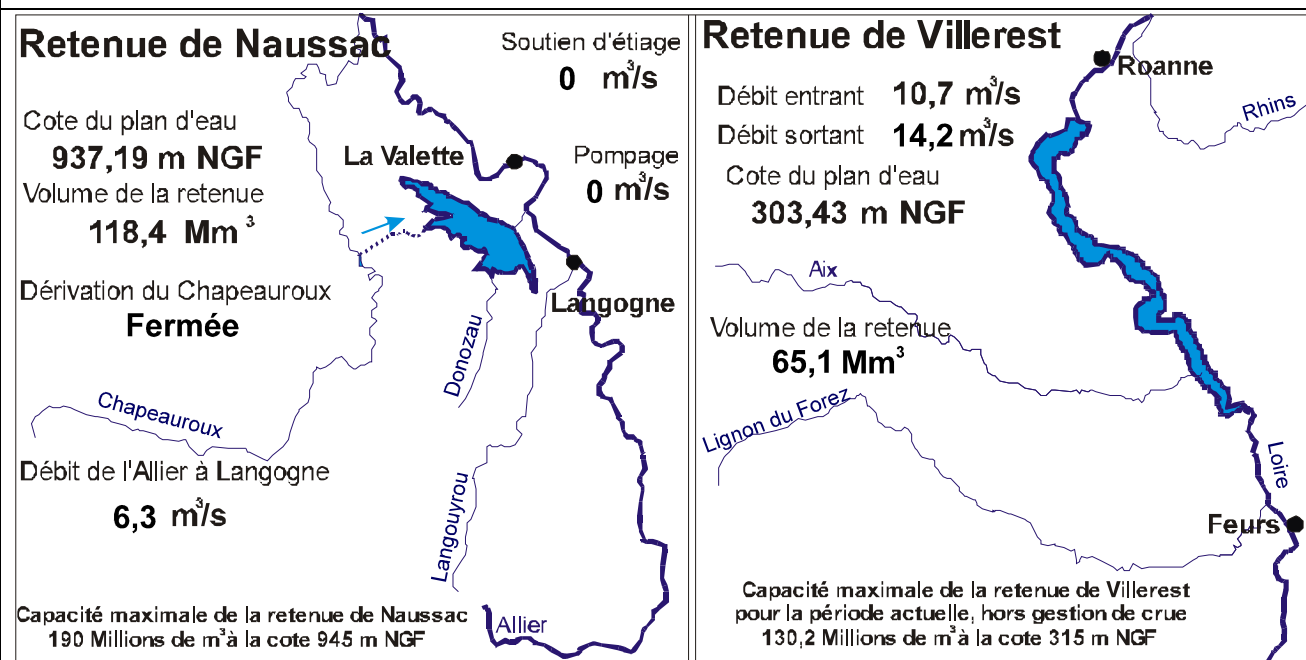 Retenue de Naussac
Soutien d'étiage
0 m³/s
Cote du plan d'eau
937,19 m NGF
La Valette
Pompage
0 m³/s
Volume de la retenue
118,4 Mm³
Dérivation du Chapeauroux
Fermée
Langogne
Donozau
Chapeauroux
Langouyrou
Débit de l'Allier à Langogne
6,3 m³/s
Allier
Capacité maximale de la retenue de Naussac
190 Millions de m³ à la cote 945 m NGF
Retenue de Villerest
Roanne
Débit entrant 10,7 m³/s
Rhins
Débit sortant 14,2 m³/s
Cote du plan d'eau
303,43 m NGF
Aix
Volume de la retenue
65,1 Mm³
Lignon du Forez
Loire
Feurs
Capacité maximale de la retenue de Villerest
pour la période actuelle, hors gestion de crue
130,2 Millions de m³ à la cote 315 m NGF